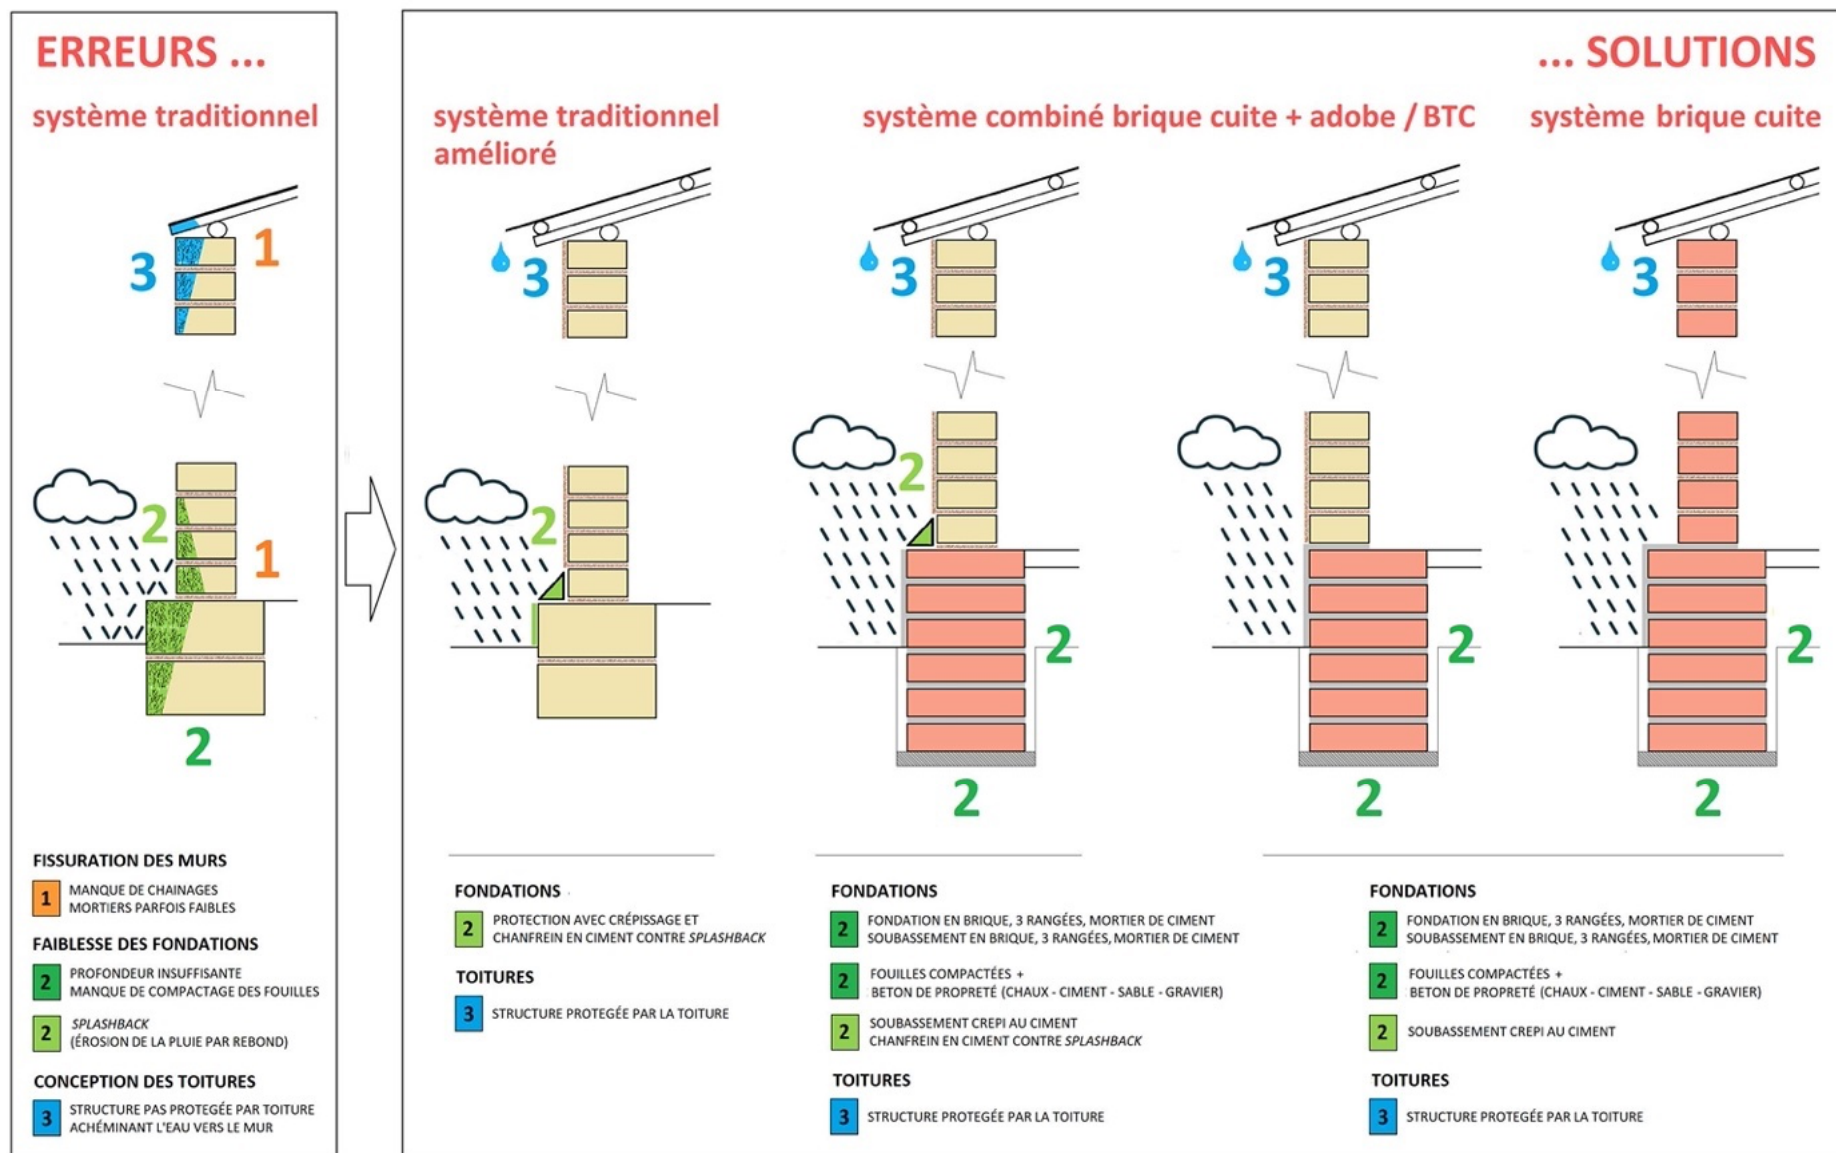 ERREURS ...
système traditionnel
3
1
2
1
2
FISSURATION DES MURS
1
MANQUE DE CHAINAGES
MORTIERS PARFOIS FAIBLES
FAIBLESSE DES FONDATIONS
2
PROFONDEUR INSUFFISANTE
MANQUE DE COMPACTAGE DES FOUILLES
2
SPLASHBACK
(ÉROSION DE LA PLUIE PAR REBOND)
CONCEPTION DES TOITURES
3
STRUCTURE PAS PROTEGÉE PAR TOITURE
ACHÉMINANT L'EAU VERS LE MUR
... SOLUTIONS
système traditionnel
amélioré
3
2
FONDATIONS
2
PROTECTION AVEC CRÉPISSAGE ET
CHANFREIN EN CIMENT CONTRE SPLASHBACK
TOITURES
3
STRUCTURE PROTEGÉE PAR LA TOITURE
système combiné brique cuite + adobe / BTC
3
2
2
2
3
2
2
FONDATIONS
2
FONDATION EN BRIQUE, 3 RANGÉES, MORTIER DE CIMENT
SOUBASSEMENT EN BRIQUE, 3 RANGÉES, MORTIER DE CIMENT
2
FOUILLES COMPACTÉES +
BETON DE PROPRETÉ (CHAUX - CIMENT - SABLE - GRAVIER)
2
SOUBASSEMENT CREPI AU CIMENT
CHANFREIN EN CIMENT CONTRE SPLASHBACK
TOITURES
3
STRUCTURE PROTEGÉE PAR LA TOITURE
système brique cuite
3
2
2
FONDATIONS
2
FONDATION EN BRIQUE, 3 RANGÉES, MORTIER DE CIMENT
SOUBASSEMENT EN BRIQUE, 3 RANGÉES, MORTIER DE CIMENT
2
FOUILLES COMPACTÉES +
BETON DE PROPRETÉ (CHAUX - CIMENT - SABLE - GRAVIER)
2
SOUBASSEMENT CREPI AU CIMENT
TOITURES
3
STRUCTURE PROTEGÉE PAR LA TOITURE